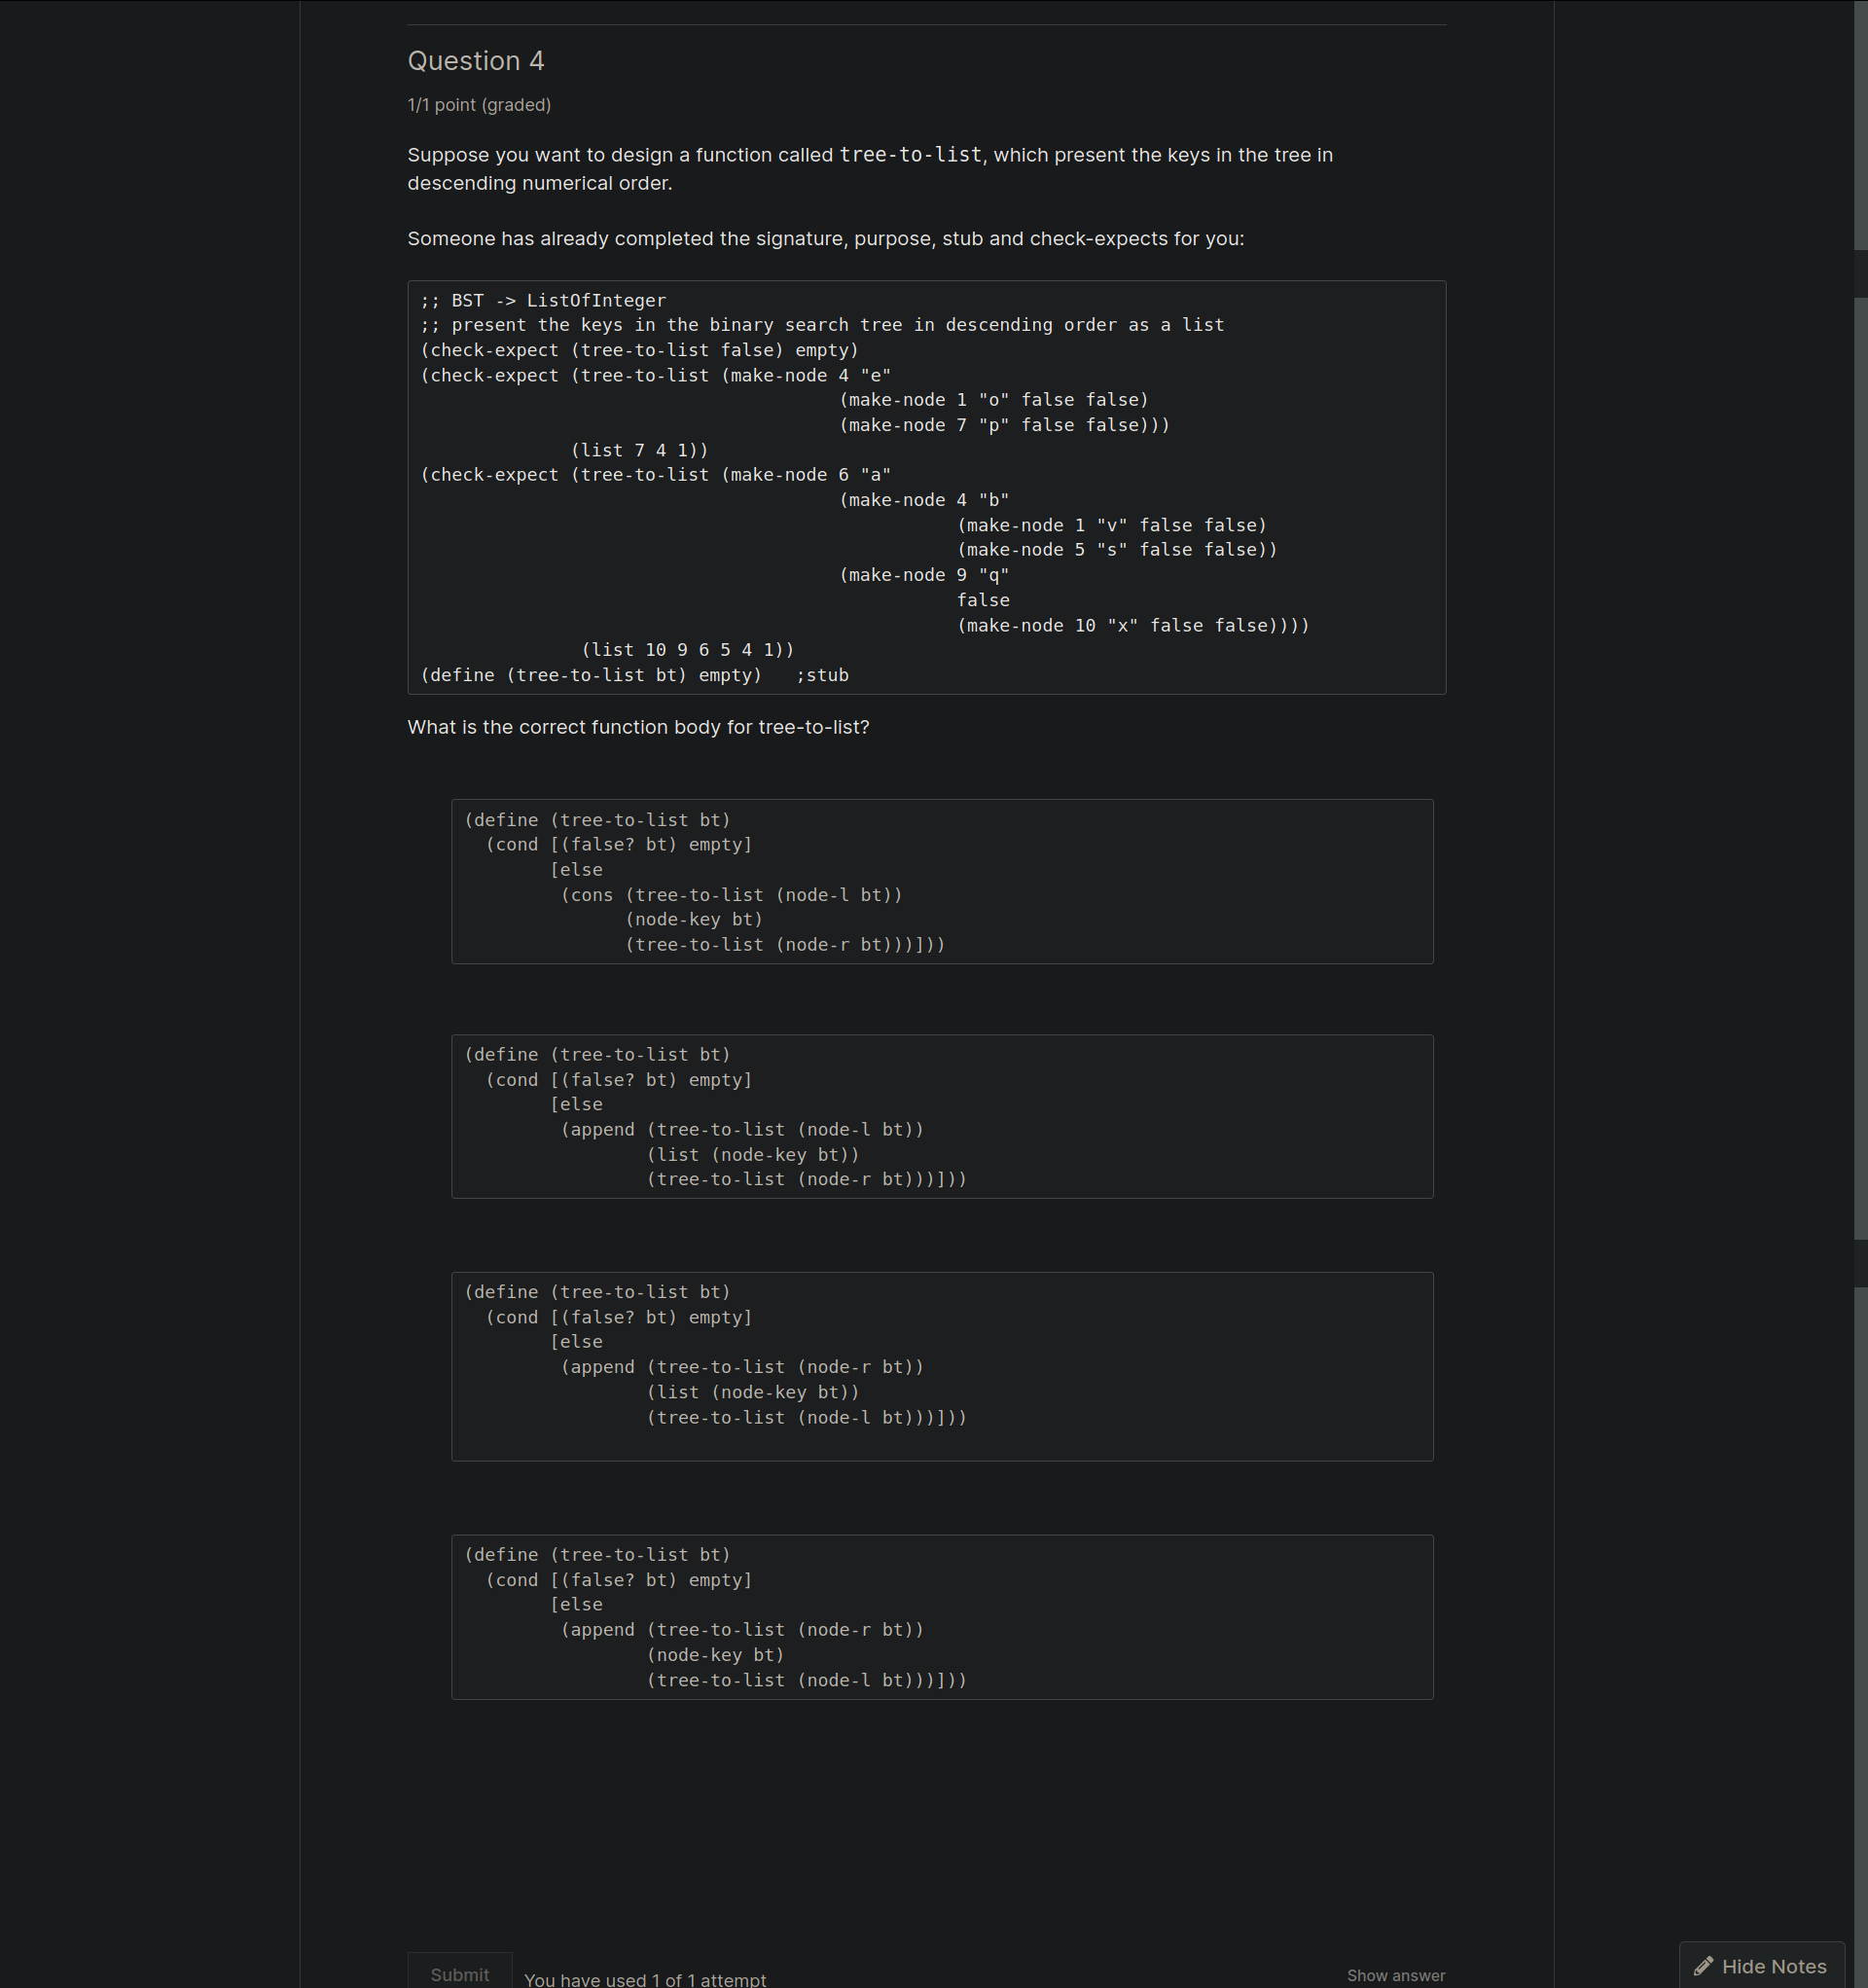 Question 4
1/1 point (graded)
Suppose you want to design a function called tree-to-list, which present the keys in the tree in
descending numerical order.
Someone has already completed the signature, purpose, stub and check-expects for you:
;; BST -> ListOfInteger
;; present the keys in the binary search tree in descending order as a list
(check-expect (tree-to-list false) empty)
(check-expect (tree-to-list (make-node 4 "e"
                                       (make-node 1 "o" false false)
                                       (make-node 7 "p" false false)))
              (list 7 4 1))
(check-expect (tree-to-list (make-node 6 "a"
                                       (make-node 4 "b"
                                                  (make-node 1 "v" false false)
                                                  (make-node 5 "s" false false))
                                       (make-node 9 "q"
                                                  false
                                                  (make-node 10 "x" false false))))
               (list 10 9 6 5 4 1))
(define (tree-to-list bt) empty)   ;stub
What is the correct function body for tree-to-list?
(define (tree-to-list bt)
  (cond [(false? bt) empty]
        [else
         (cons (tree-to-list (node-l bt))
               (node-key bt)
               (tree-to-list (node-r bt)))]))
(define (tree-to-list bt)
  (cond [(false? bt) empty]
        [else
         (append (tree-to-list (node-l bt))
                 (list (node-key bt))
                 (tree-to-list (node-r bt)))]))
(define (tree-to-list bt)
  (cond [(false? bt) empty]
        [else
         (append (tree-to-list (node-r bt))
                 (list (node-key bt))
                 (tree-to-list (node-l bt)))]))
(define (tree-to-list bt)
  (cond [(false? bt) empty]
        [else
         (append (tree-to-list (node-r bt))
                 (node-key bt)
                 (tree-to-list (node-l bt)))]))
Submit
You have used 1 of 1 attempt
Show answer
Hide Notes